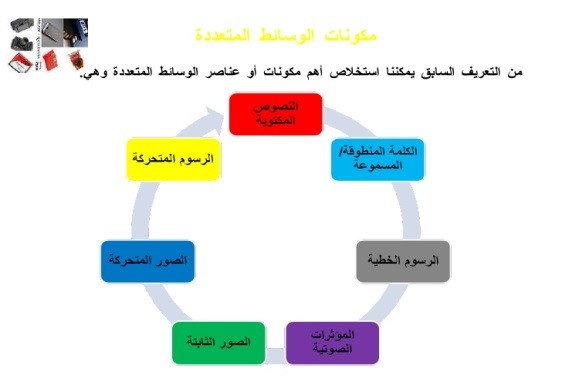 مكونات الوسائط المتعددة
من التعريف السابق يمكننا استخلاص أهم مكونات أو عناصر الوسائط المتعددة وهي.
النصوص
المكتوبة
الكلمة المنطوقة/
المسموعة
الرسوم الخطية
المؤثرات
الصوتية
الصور الثابتة
الصور المتحركة
الرسوم المتحركة